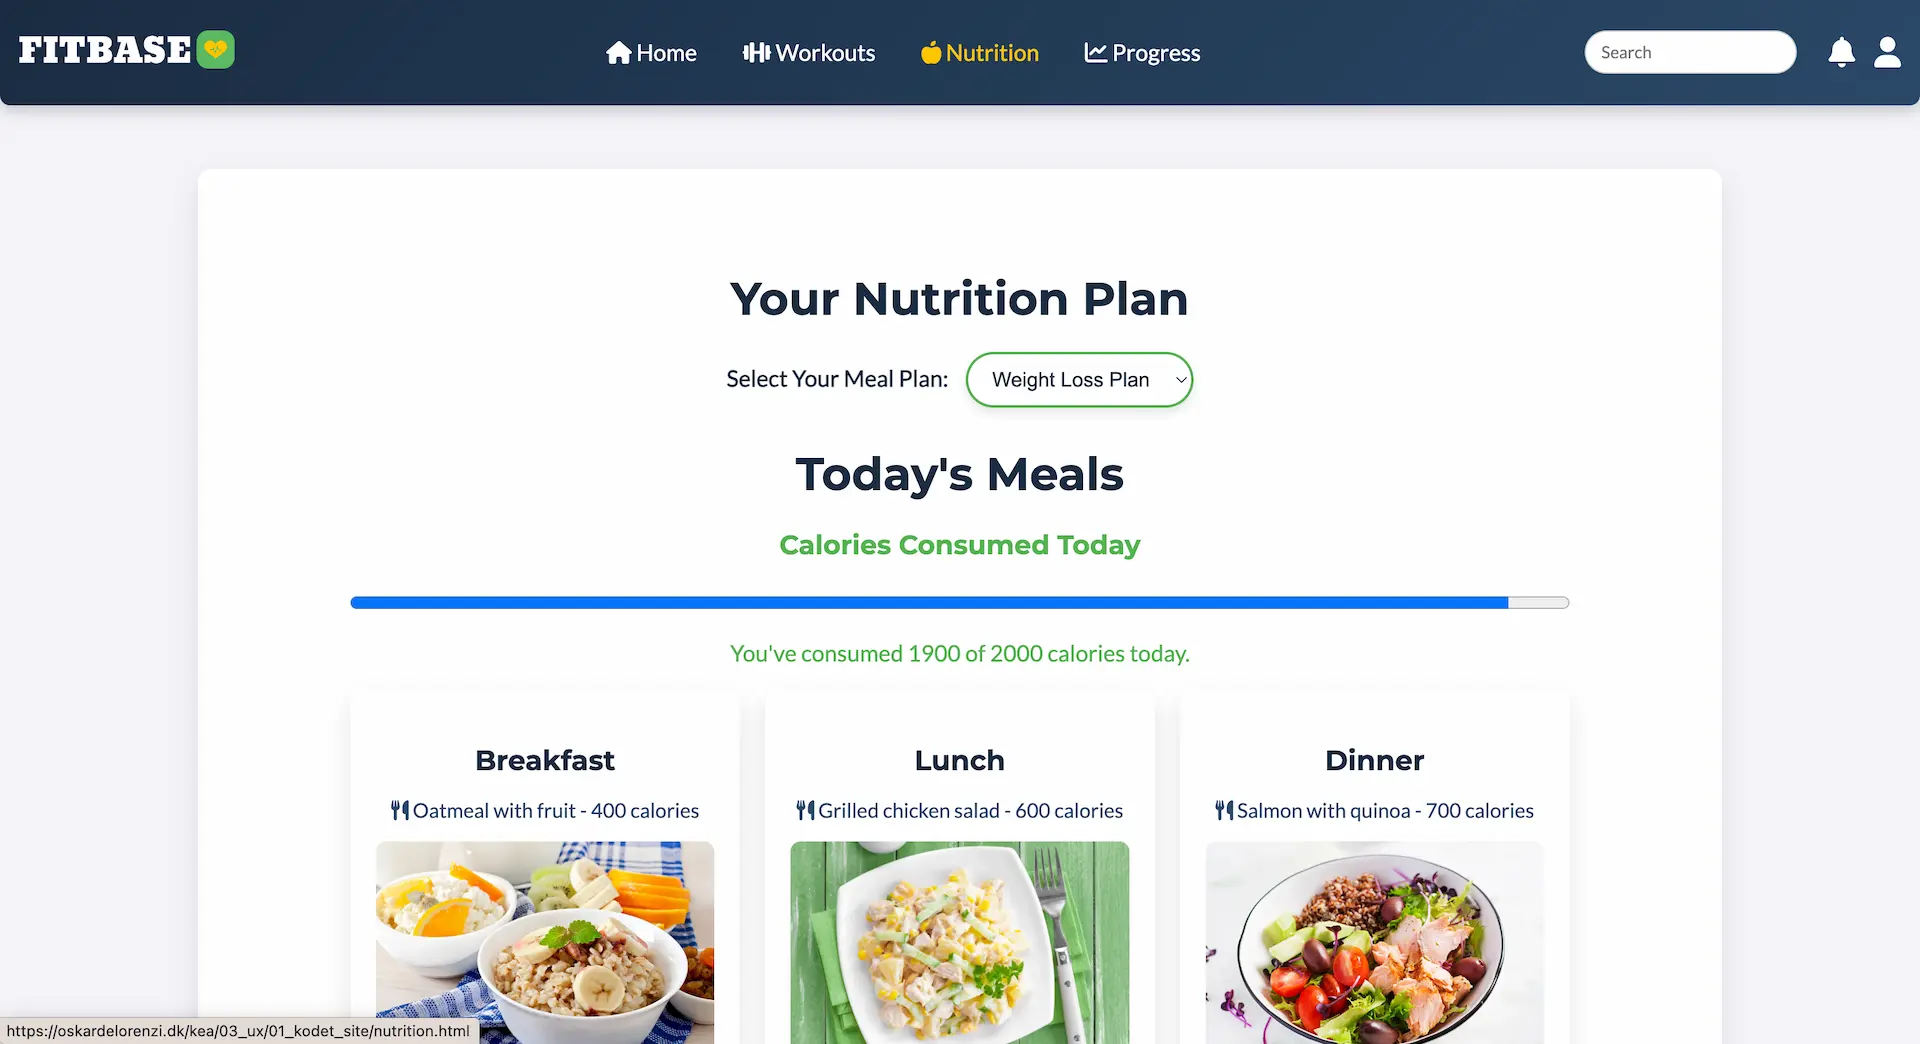 FITBASE
Home
Workouts
Nutrition
Progress
Search
Your Nutrition Plan
Select Your Meal Plan:
Weight Loss Plan
Today's Meals
Calories Consumed Today
You've consumed 1900 of 2000 calories today.
Breakfast
Oatmeal with fruit - 400 calories
Lunch
Grilled chicken salad - 600 calories
Dinner
Salmon with quinoa - 700 calories
https://oskardelorenzi.dk/kea/03_ux/01_kodet_site/nutrition.html